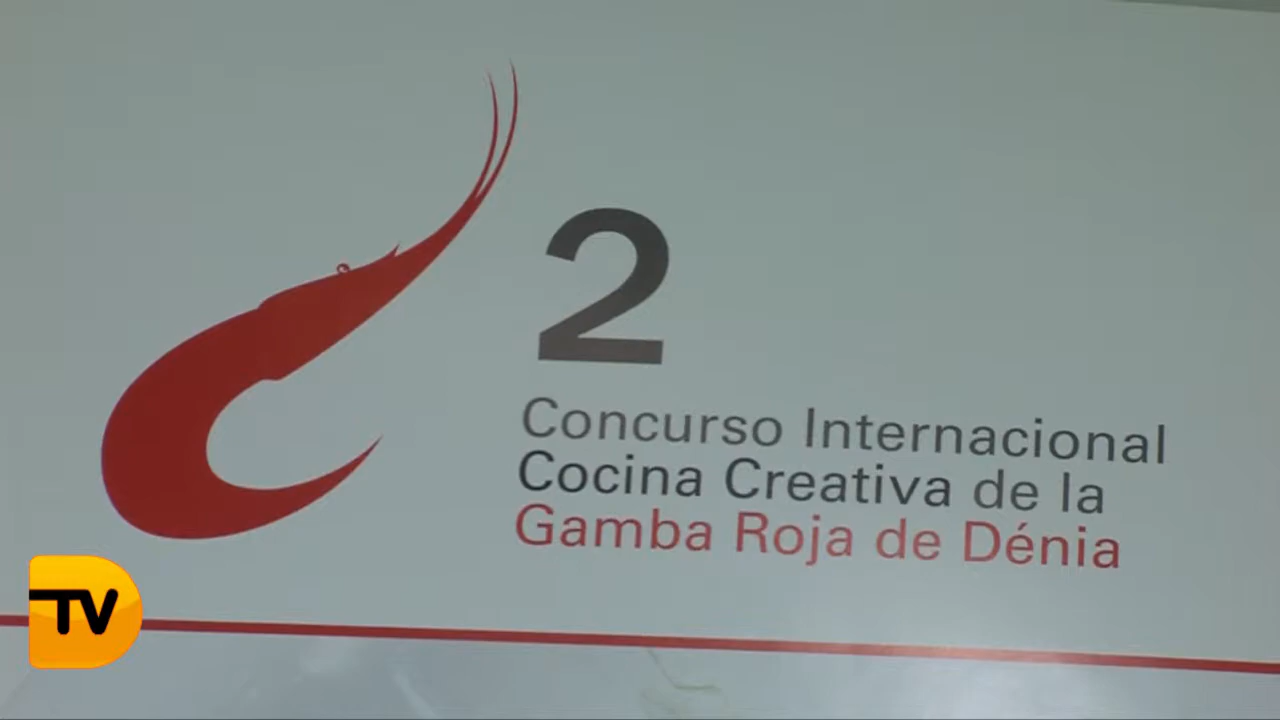 2
Concurso Internacional
Cocina Creativa de la
Gamba Roja de Dénia
TV